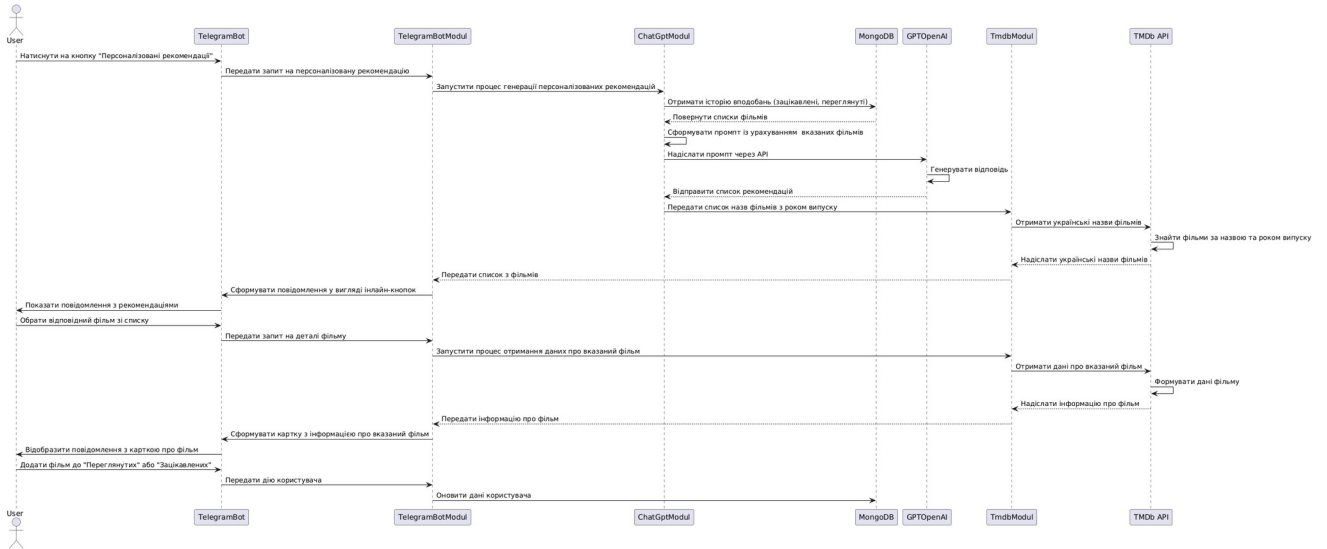 User
TelegramBot
TelegramBotModul
ChatGptModul
MongoDB
GPTOpenAI
TmdbModul
TMDb API
Натиснути на кнопку "Персоналізовані рекомендації"
Передати запит на персоналізовану рекомендацію
Запустити процес генерації персоналізованих рекомендацій
Отримати історію вподобань (зацікавлені, переглянуті)
Повернути списки фільмів
Сформувати промпт із урахуванням вказаних фільмів
Надіслати промпт через API
Генерувати відповідь
Відправити список рекомендацій
Передати список назв фільмів з роком випуску
Отримати українські назви фільмів
Знайти фільми за назвою та роком випуску
Надіслати українські назви фільмів
Передати список з фільмів
Сформувати повідомлення у вигляді інлайн-кнопок
Показати повідомлення з рекомендаціями
Обрати відповідний фільм зі списку
Передати запит на деталі фільму
Запустити процес отримання даних про вказаний фільм
Отримати дані про вказаний фільм
Формувати дані фільму
Надіслати інформацію про фільм
Передати інформацію про фільм
Сформувати картку з інформацією про вказаний фільм
Відобразити повідомлення з карткою про фільм
Додати фільм до "Переглянутих" або "Зацікавлених"
Передати дію користувача
Оновити дані користувача
User
TelegramBot
TelegramBotModul
ChatGptModul
MongoDB
GPTOpenAI
TmdbModul
TMDb API